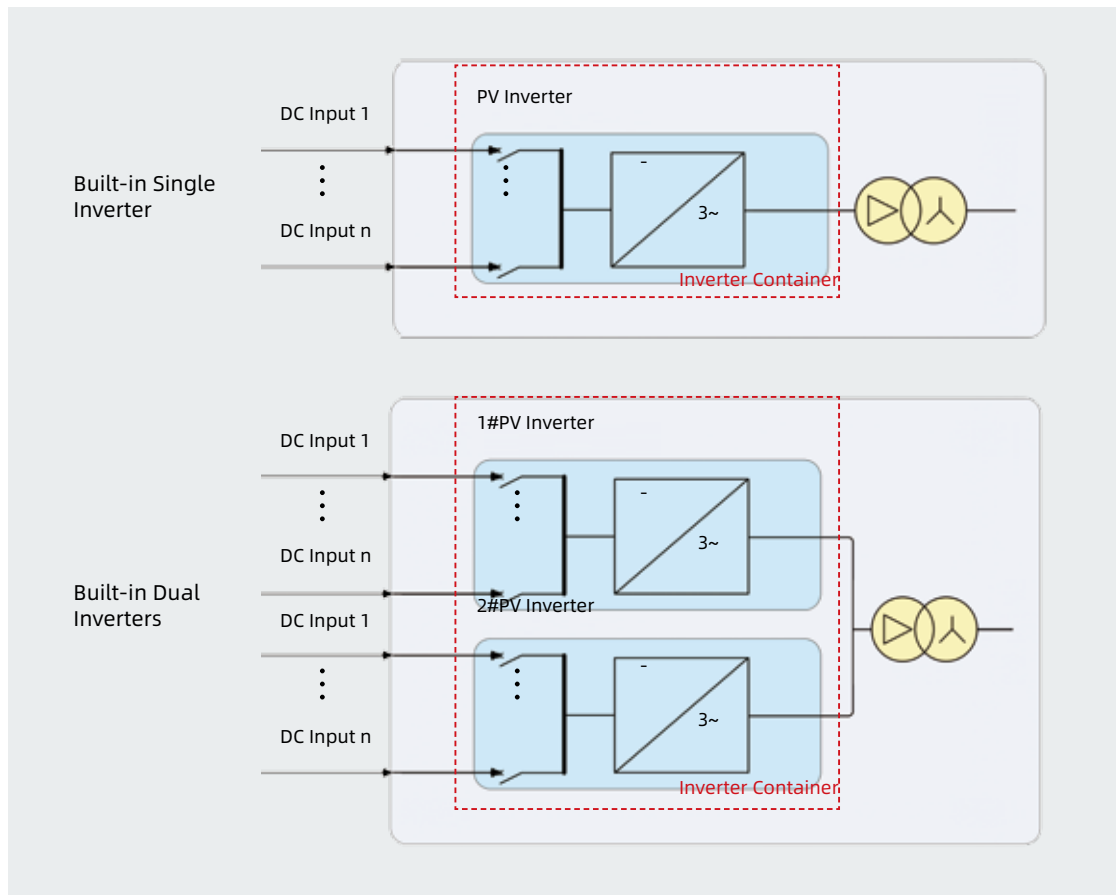 PV Inverter
DC Input 1
Built-in Single
Inverter
-
3~
DC Input n
Inverter Container
1#PV Inverter
DC Input 1
-
3~
DC Input n
Built-in Dual
Inverters
2#PV Inverter
DC Input 1
-
3~
DC Input n
Inverter Container